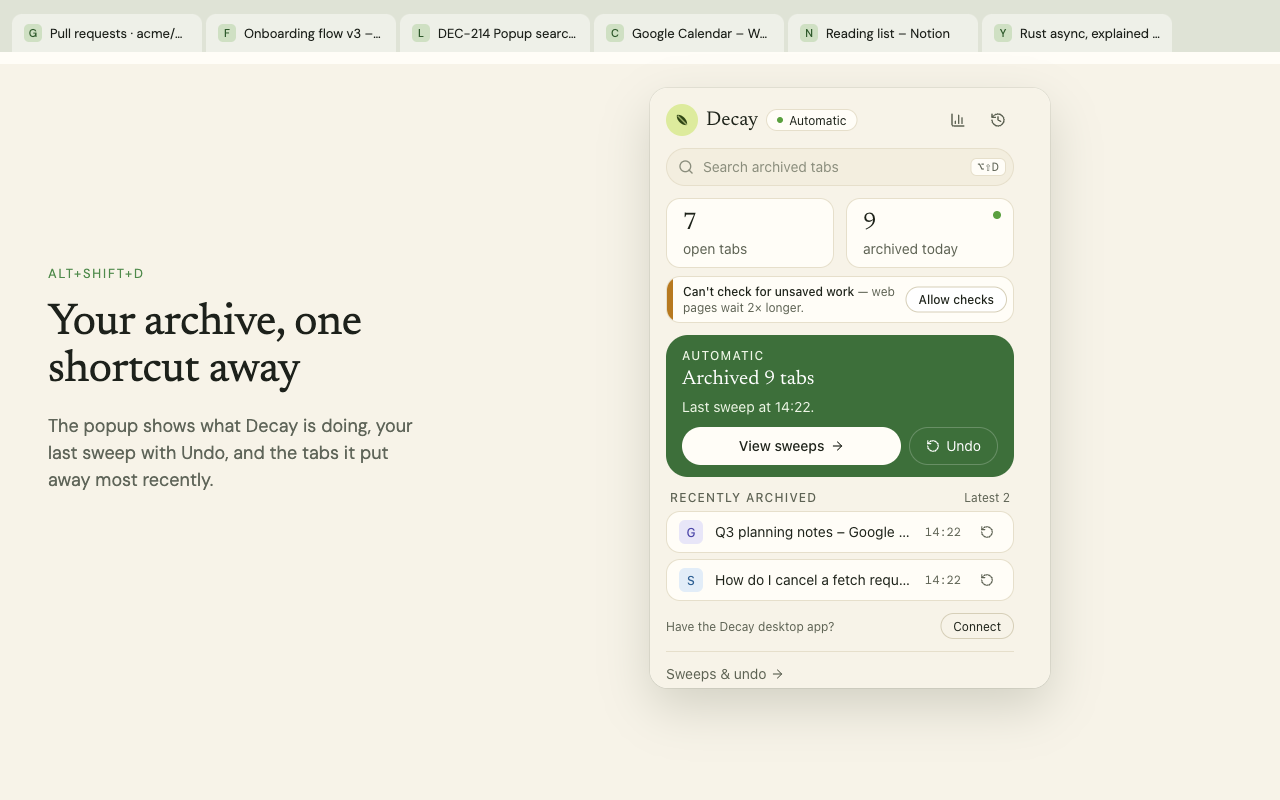 G Pull requests · acme/...
F Onboarding flow v3 –...
L DEC-214 Popup searc...
C Google Calendar – W...
N Reading list – Notion
Y Rust async, explained ...
ALT+SHIFT+D
Your archive, one
shortcut away
The popup shows what Decay is doing, your
last sweep with Undo, and the tabs it put
away most recently.
Decay
Automatic
Search archived tabs
⌥⇧D
7
open tabs
9
archived today
Can't check for unsaved work — web
pages wait 2× longer.
Allow checks
AUTOMATIC
Archived 9 tabs
Last sweep at 14:22.
View sweeps →
Undo
RECENTLY ARCHIVED
Latest 2
G Q3 planning notes – Google ... 14:22
S How do I cancel a fetch requ... 14:22
Have the Decay desktop app?
Connect
Sweeps & undo →